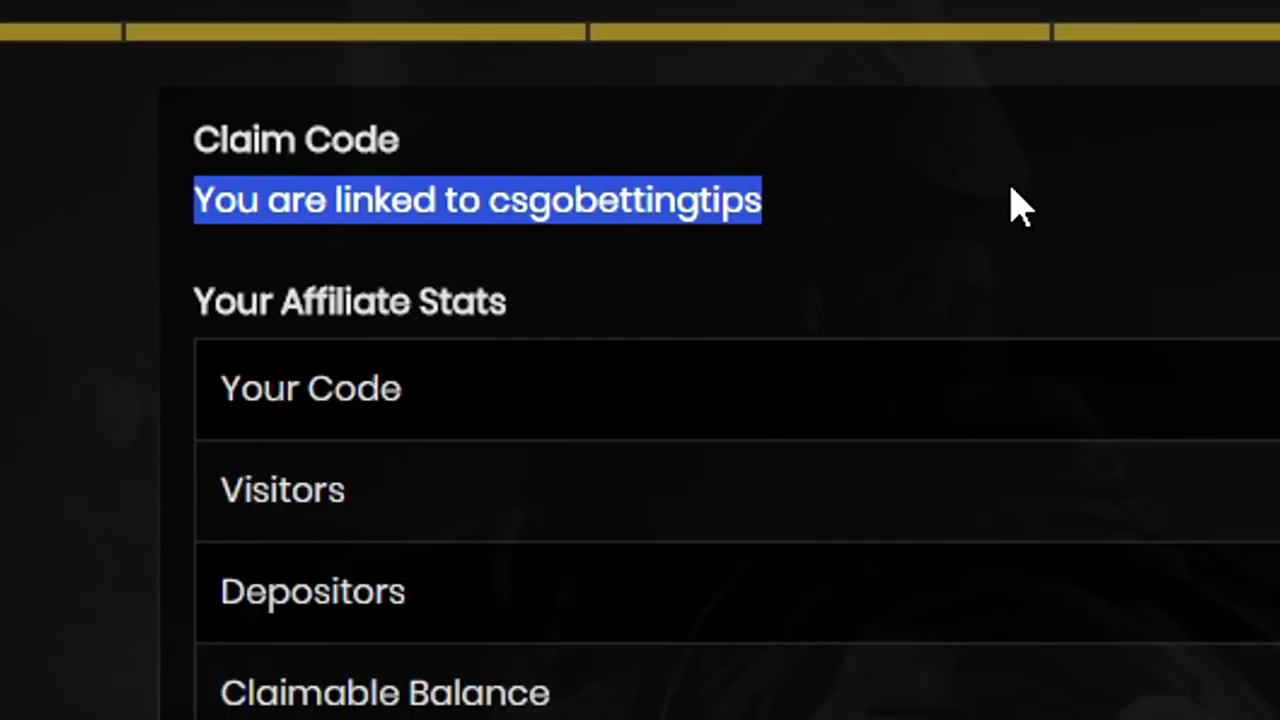 Claim Code
You are linked to csgobettingtips
Your Affiliate Stats
Your Code
Visitors
Depositors
Claimable Balance